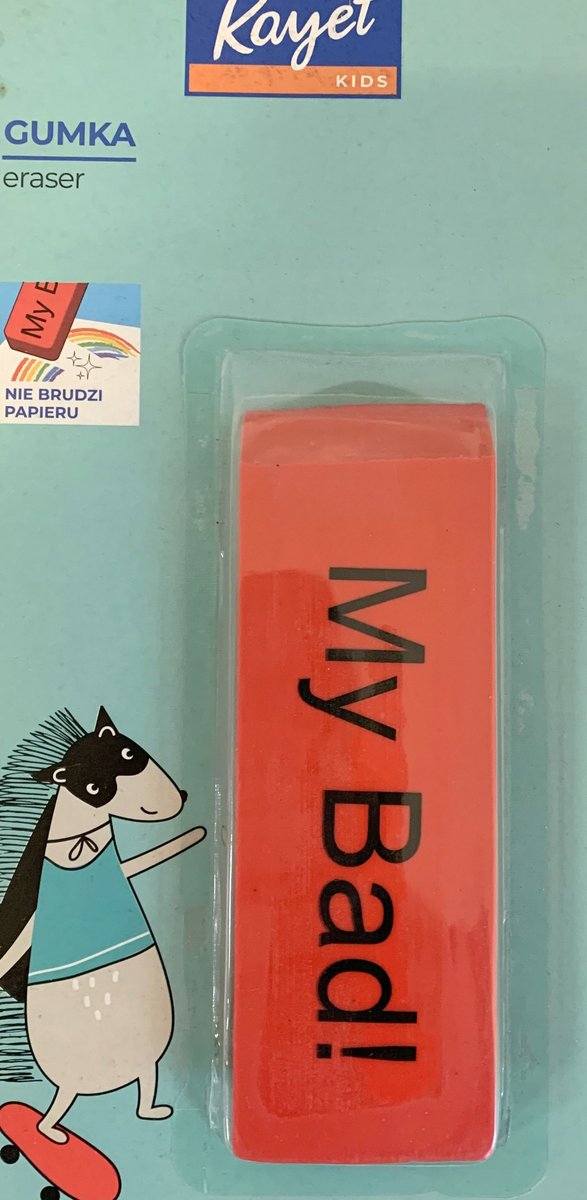 Kayet
KIDS
GUMKA
eraser
My B
NIE BRUDZI
PAPIERU
My Bad!